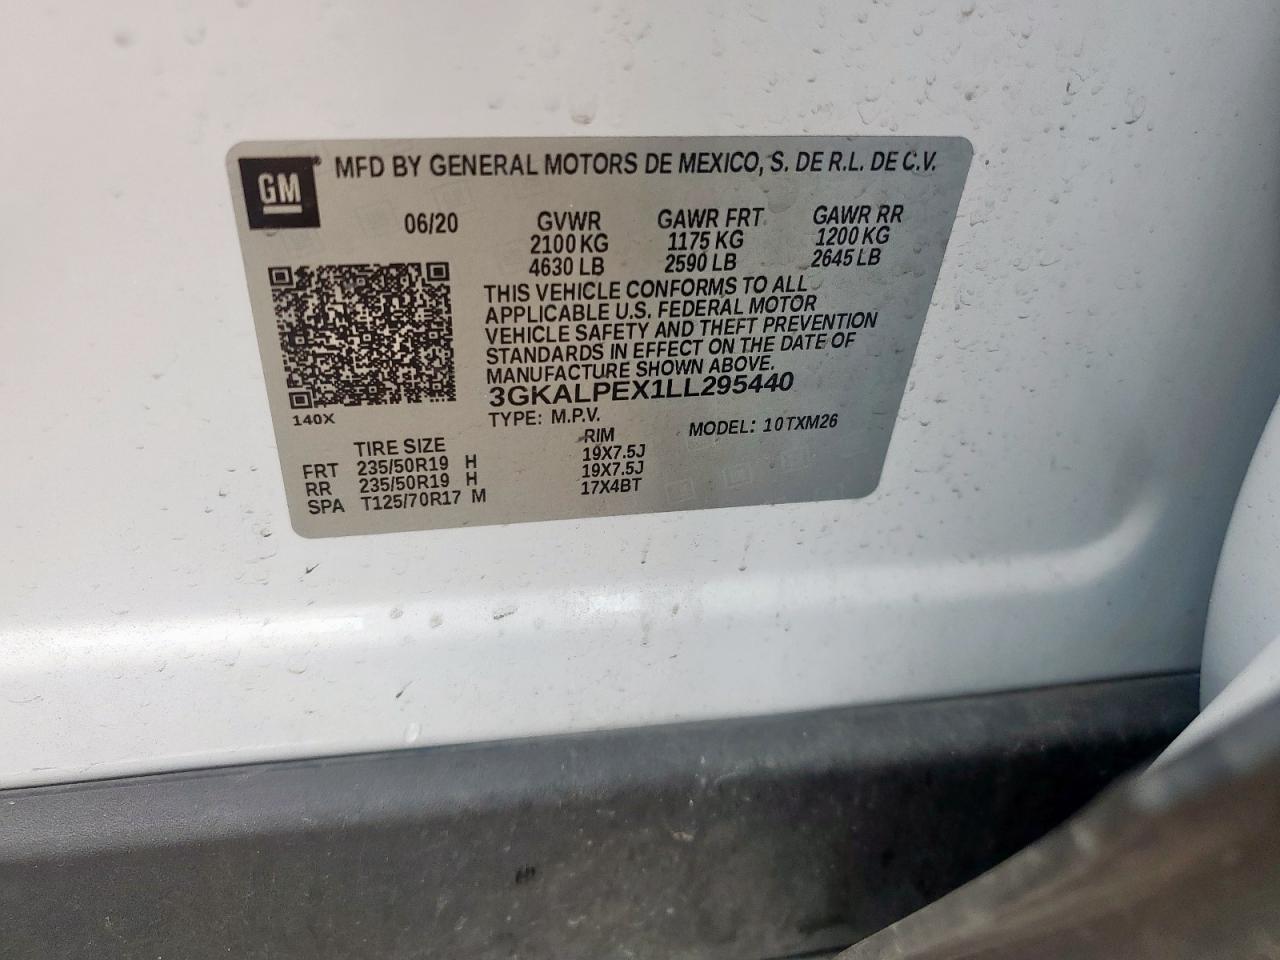 GM® MFD BY GENERAL MOTORS DE MEXICO, S. DE R.L. DE C.V.
06/20 GVWR GAWR FRT GAWR RR
2100 KG 1175 KG 1200 KG
4630 LB 2590 LB 2645 LB
THIS VEHICLE CONFORMS TO ALL
APPLICABLE U.S. FEDERAL MOTOR
VEHICLE SAFETY AND THEFT PREVENTION
STANDARDS IN EFFECT ON THE DATE OF
MANUFACTURE SHOWN ABOVE.
3GKALPEX1LL295440
140X TYPE: M.P.V. MODEL: 10TXM26
TIRE SIZE RIM
FRT 235/50R19 H 19X7.5J
RR 235/50R19 H 19X7.5J
SPA T125/70R17 M 17X4BT